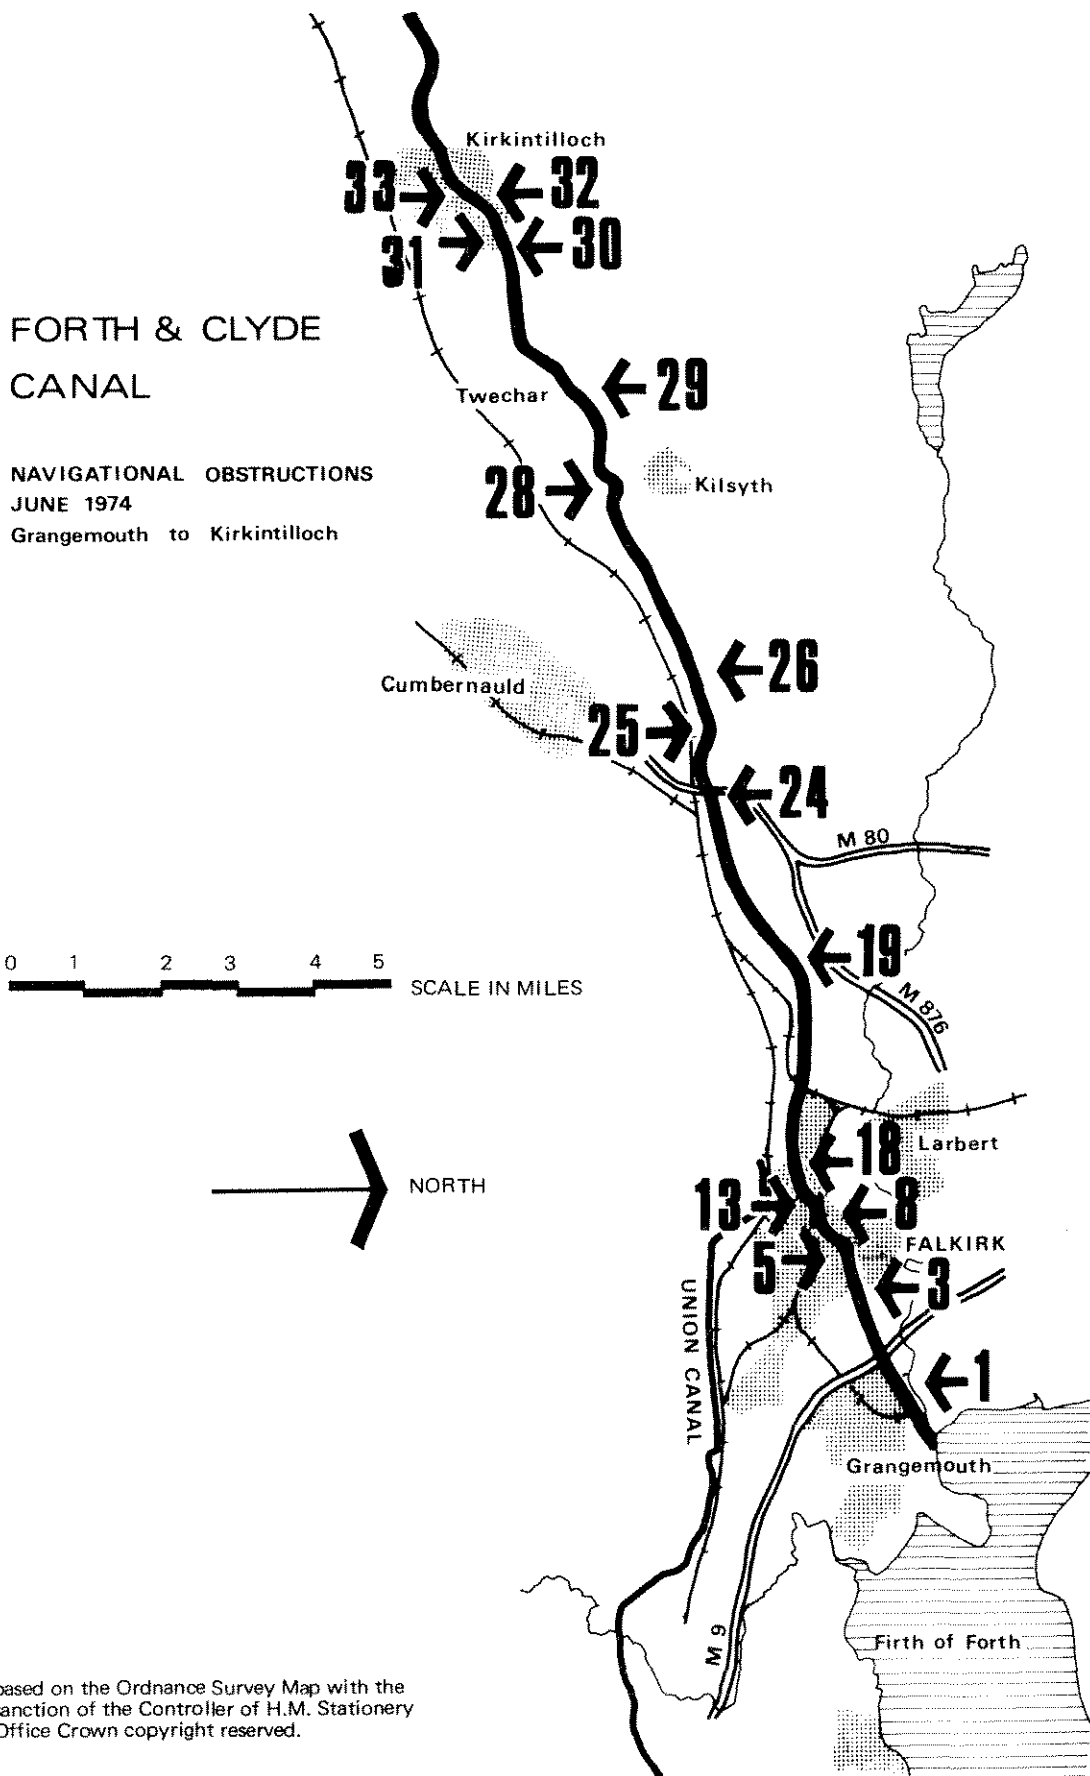 Kirkintilloch
33
32
31
30
FORTH & CLYDE
CANAL
29
Twechar
NAVIGATIONAL OBSTRUCTIONS
JUNE 1974
Grangemouth to Kirkintilloch
28
Kilsyth
26
Cumbernauld
25
24
M 80
19
0 1 2 3 4 5
SCALE IN MILES
M 876
18
Larbert
NORTH
13
8
FALKIRK
5
3
UNION CANAL
1
Grangemouth
M 9
Firth of Forth
based on the Ordnance Survey Map with the
anction of the Controller of H.M. Stationery
Office Crown copyright reserved.